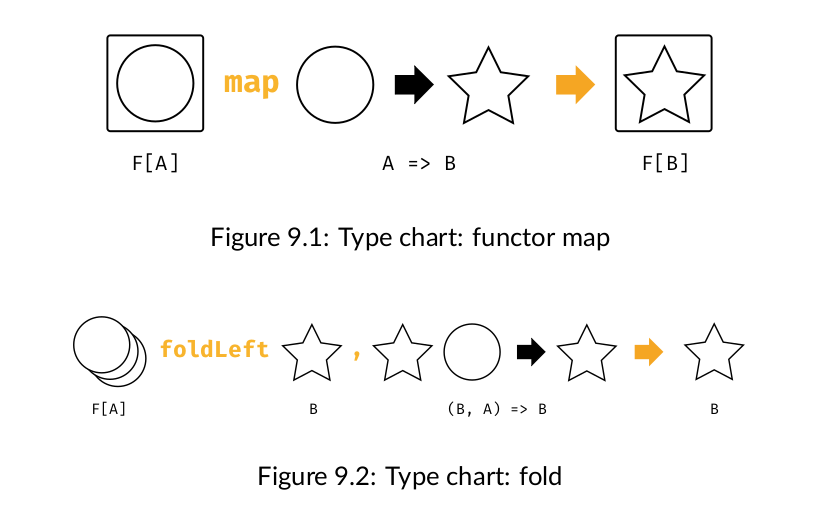 map
F[A] A => B F[B]
Figure 9.1: Type chart: functor map
foldLeft ,
F[A] B (B, A) => B B
Figure 9.2: Type chart: fold